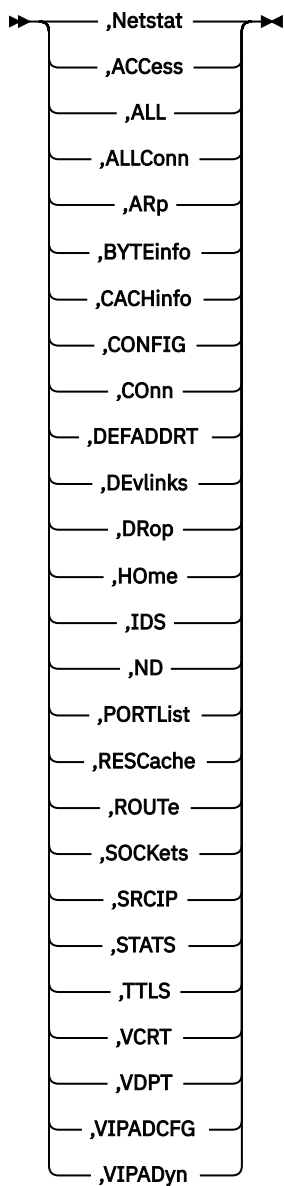 ,Netstat
,ACCess
,ALL
,ALLConn
,ARp
,BYTEinfo
,CACHinfo
,CONFIG
,COnn
,DEFADDRT
,DEvlinks
,DRop
,HOme
,IDS
,ND
,PORTList
,RESCache
,ROUTe
,SOCKets
,SRCIP
,STATS
,TTLS
,VCRT
,VDPT
,VIPADCFG
,VIPADyn